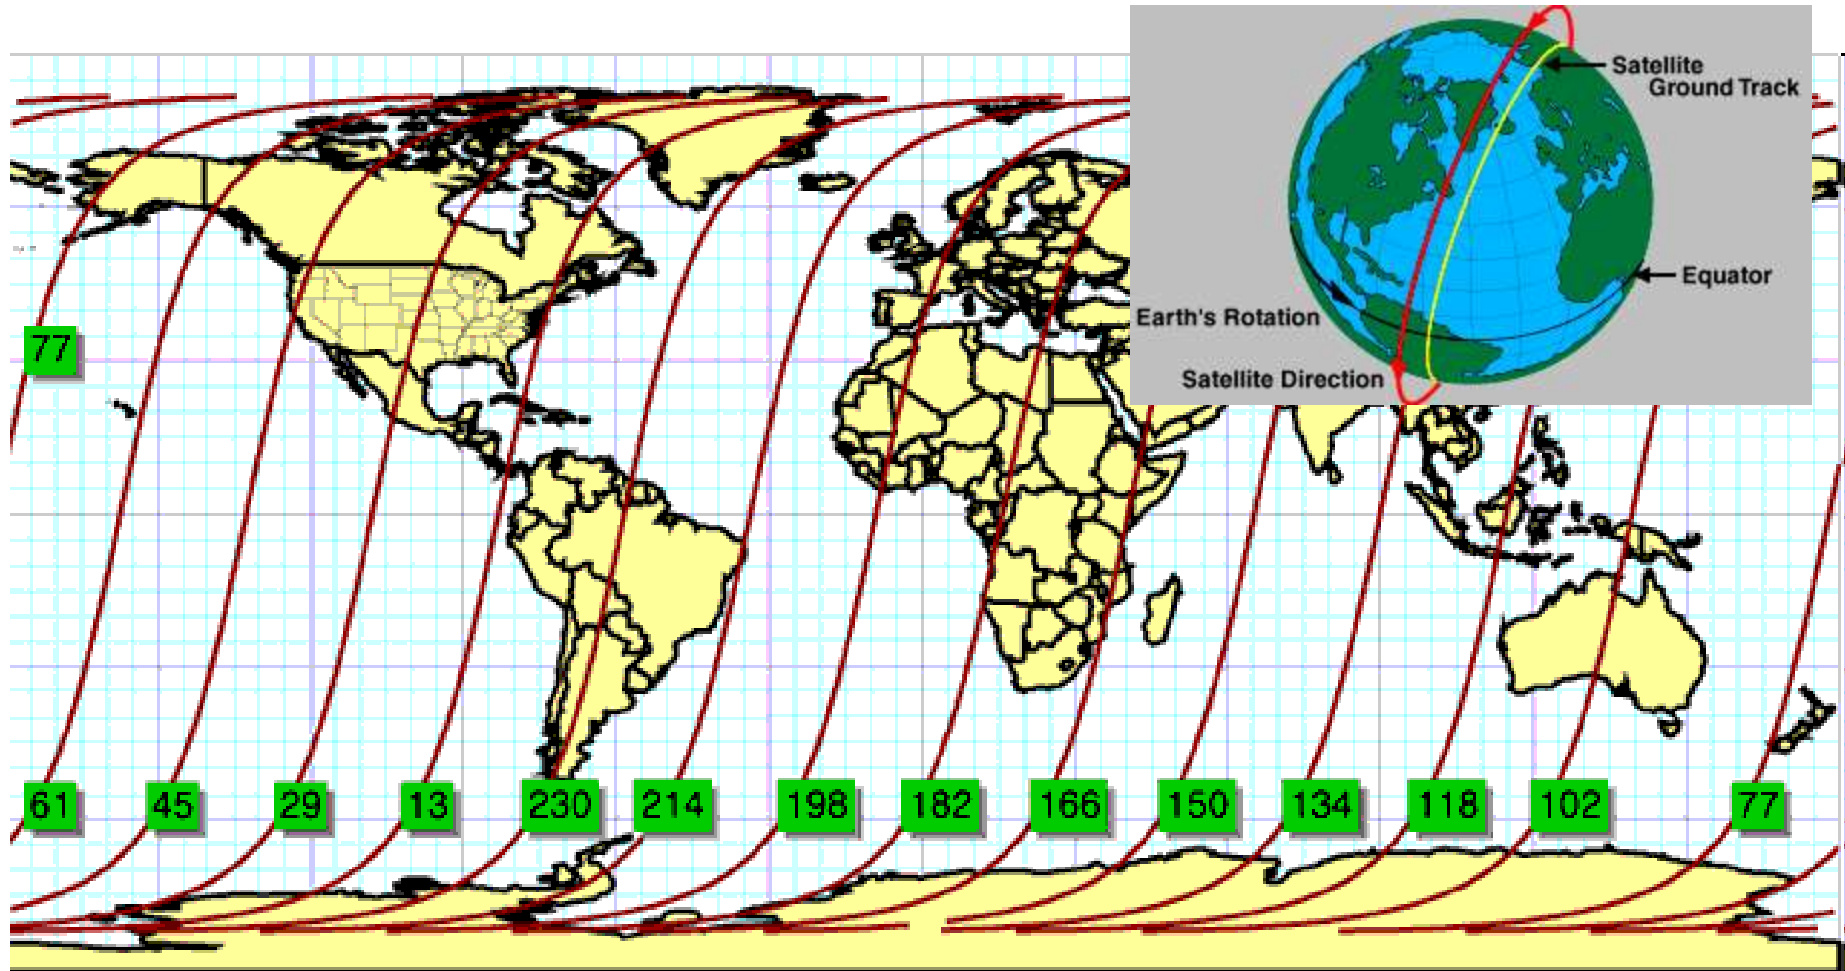 Satellite
Ground Track
Equator
Earth's Rotation
Satellite Direction
77
61 45 29 13 230 214 198 182 166 150 134 118 102 77